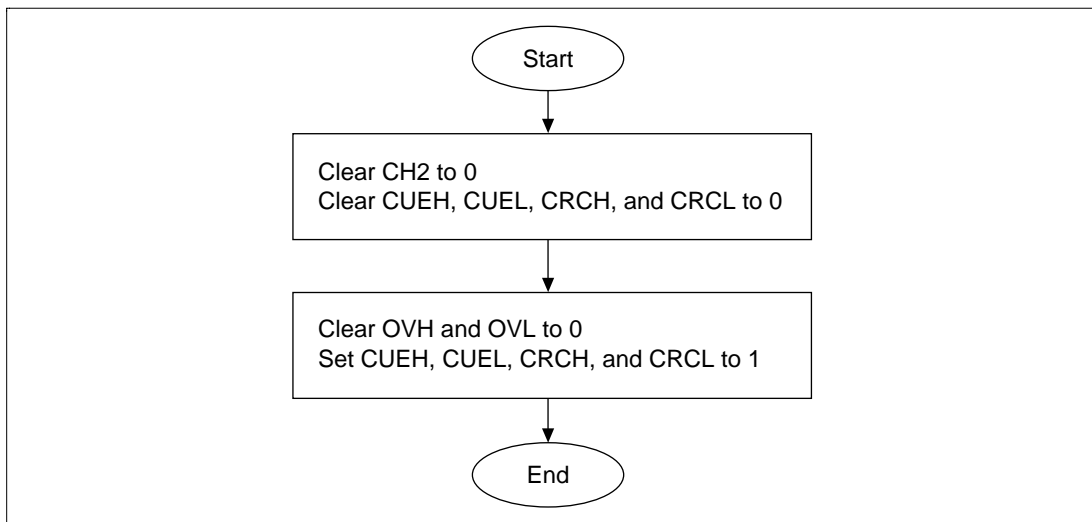 Start
Clear CH2 to 0
Clear CUEH, CUEL, CRCH, and CRCL to 0
Clear OVH and OVL to 0
Set CUEH, CUEL, CRCH, and CRCL to 1
End